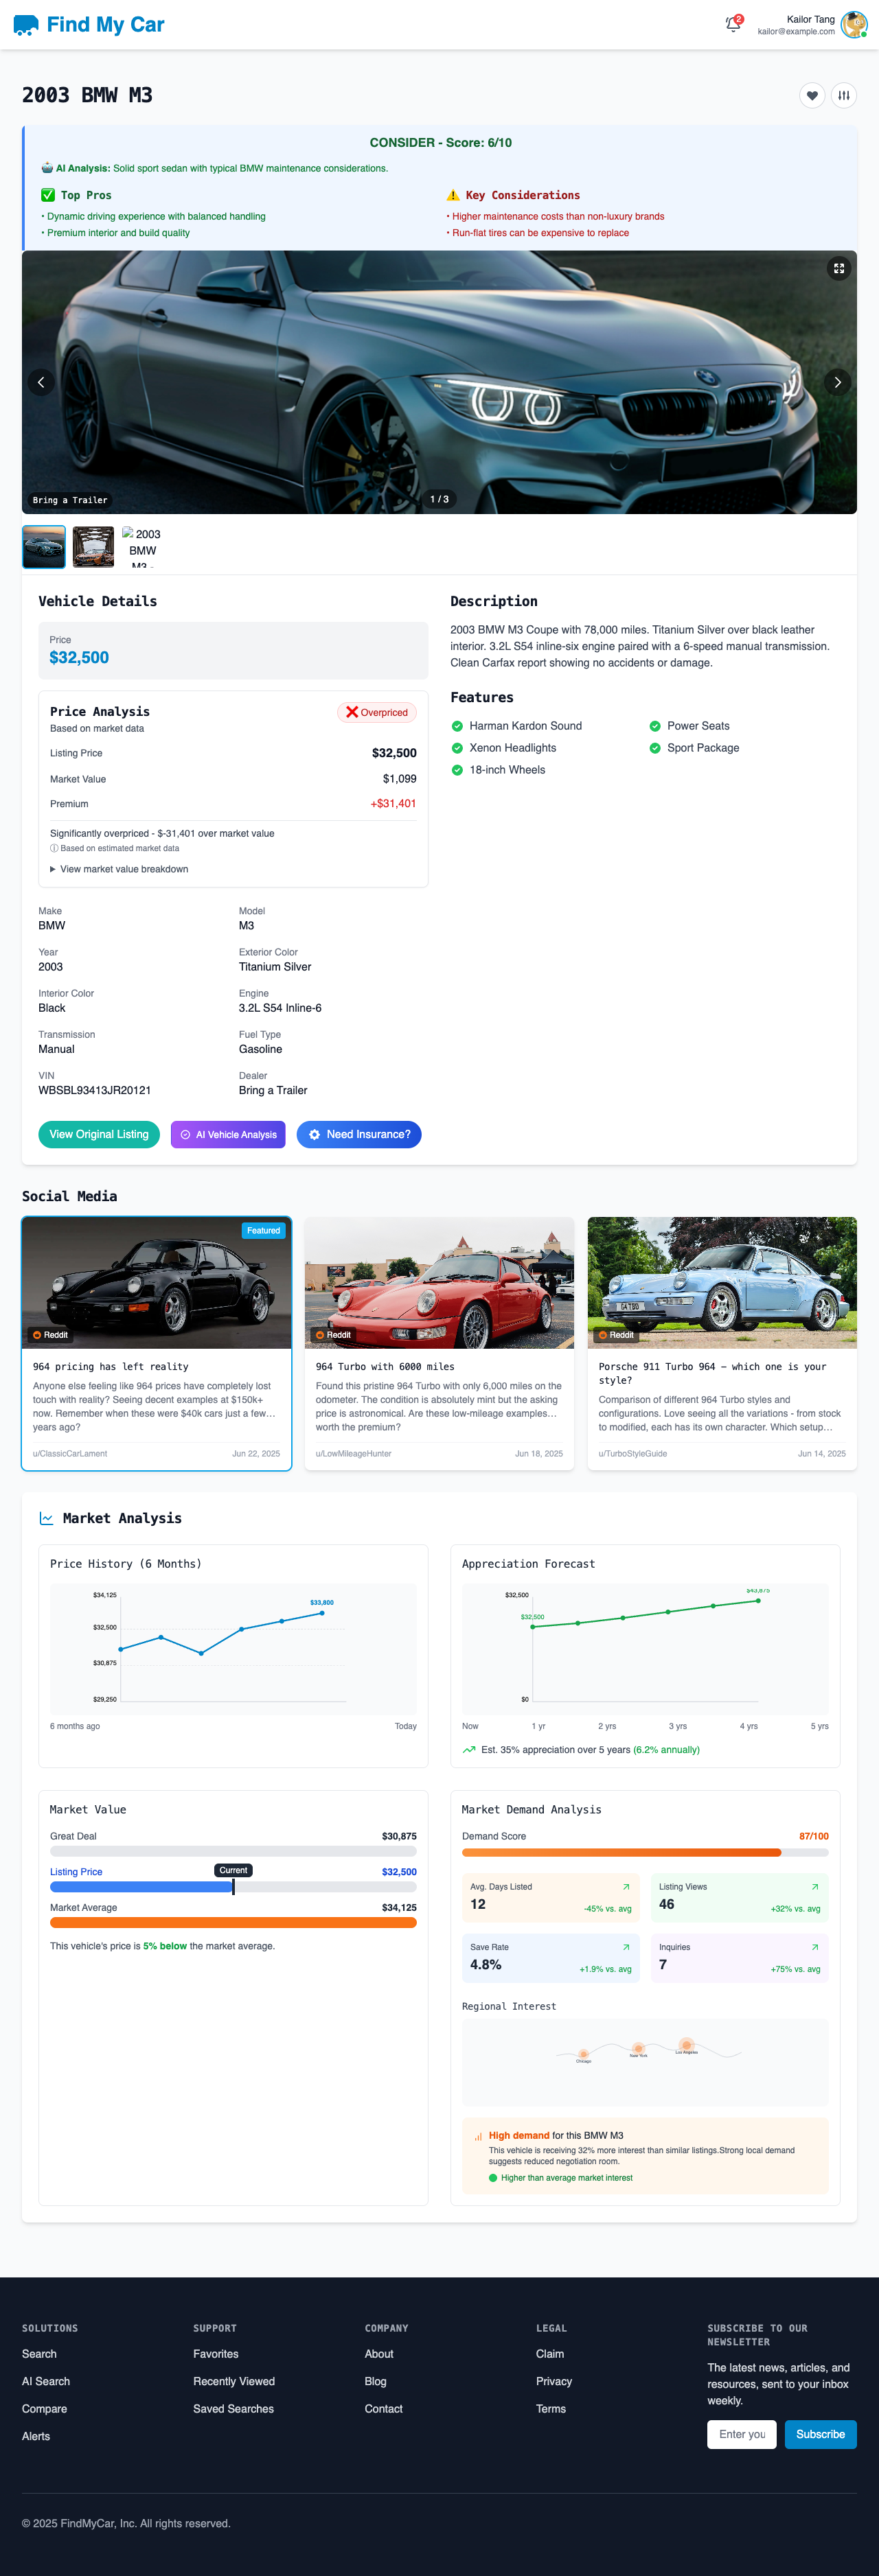 Find My Car
2
Kailor Tang
kailor@example.com
2003 BMW M3
CONSIDER - Score: 6/10
AI Analysis: Solid sport sedan with typical BMW maintenance considerations.
Top Pros
• Dynamic driving experience with balanced handling
• Premium interior and build quality
Key Considerations
• Higher maintenance costs than non-luxury brands
• Run-flat tires can be expensive to replace
Bring a Trailer
1 / 3
2003
BMW
M3 -
Vehicle Details
Price
$32,500
Price Analysis
Overpriced
Based on market data
Listing Price
$32,500
Market Value
$1,099
Premium
+$31,401
Significantly overpriced - $-31,401 over market value
ⓘ Based on estimated market data
View market value breakdown
Make
BMW
Model
M3
Year
2003
Exterior Color
Titanium Silver
Interior Color
Black
Engine
3.2L S54 Inline-6
Transmission
Manual
Fuel Type
Gasoline
VIN
WBSBL93413JR20121
Dealer
Bring a Trailer
View Original Listing
AI Vehicle Analysis
Need Insurance?
Description
2003 BMW M3 Coupe with 78,000 miles. Titanium Silver over black leather
interior. 3.2L S54 inline-six engine paired with a 6-speed manual transmission.
Clean Carfax report showing no accidents or damage.
Features
Harman Kardon Sound
Power Seats
Xenon Headlights
Sport Package
18-inch Wheels
Social Media
Featured
Reddit
964 pricing has left reality
Anyone else feeling like 964 prices have completely lost
touch with reality? Seeing decent examples at $150k+
now. Remember when these were $40k cars just a few…
years ago?
u/ClassicCarLament
Jun 22, 2025
Reddit
964 Turbo with 6000 miles
Found this pristine 964 Turbo with only 6,000 miles on the
odometer. The condition is absolutely mint but the asking
price is astronomical. Are these low-mileage examples…
worth the premium?
u/LowMileageHunter
Jun 18, 2025
Reddit
Porsche 911 Turbo 964 – which one is your
style?
Comparison of different 964 Turbo styles and
configurations. Love seeing all the variations - from stock
to modified, each has its own character. Which setup…
u/TurboStyleGuide
Jun 14, 2025
Market Analysis
Price History (6 Months)
$34,125
$32,500
$30,875
$29,250
$33,800
6 months ago
Today
Appreciation Forecast
$32,500
$0
$32,500
$43,875
Now
1 yr
2 yrs
3 yrs
4 yrs
5 yrs
Est. 35% appreciation over 5 years (6.2% annually)
Market Value
Great Deal
$30,875
Listing Price
Current
$32,500
Market Average
$34,125
This vehicle's price is 5% below the market average.
Market Demand Analysis
Demand Score
87/100
Avg. Days Listed
12
-45% vs. avg
Listing Views
46
+32% vs. avg
Save Rate
4.8%
+1.9% vs. avg
Inquiries
7
+75% vs. avg
Regional Interest
Chicago
New York
Los Angeles
High demand for this BMW M3
This vehicle is receiving 32% more interest than similar listings.Strong local demand
suggests reduced negotiation room.
Higher than average market interest
SOLUTIONS
Search
AI Search
Compare
Alerts
SUPPORT
Favorites
Recently Viewed
Saved Searches
COMPANY
About
Blog
Contact
LEGAL
Claim
Privacy
Terms
SUBSCRIBE TO OUR
NEWSLETTER
The latest news, articles, and
resources, sent to your inbox
weekly.
Enter you
Subscribe
© 2025 FindMyCar, Inc. All rights reserved.